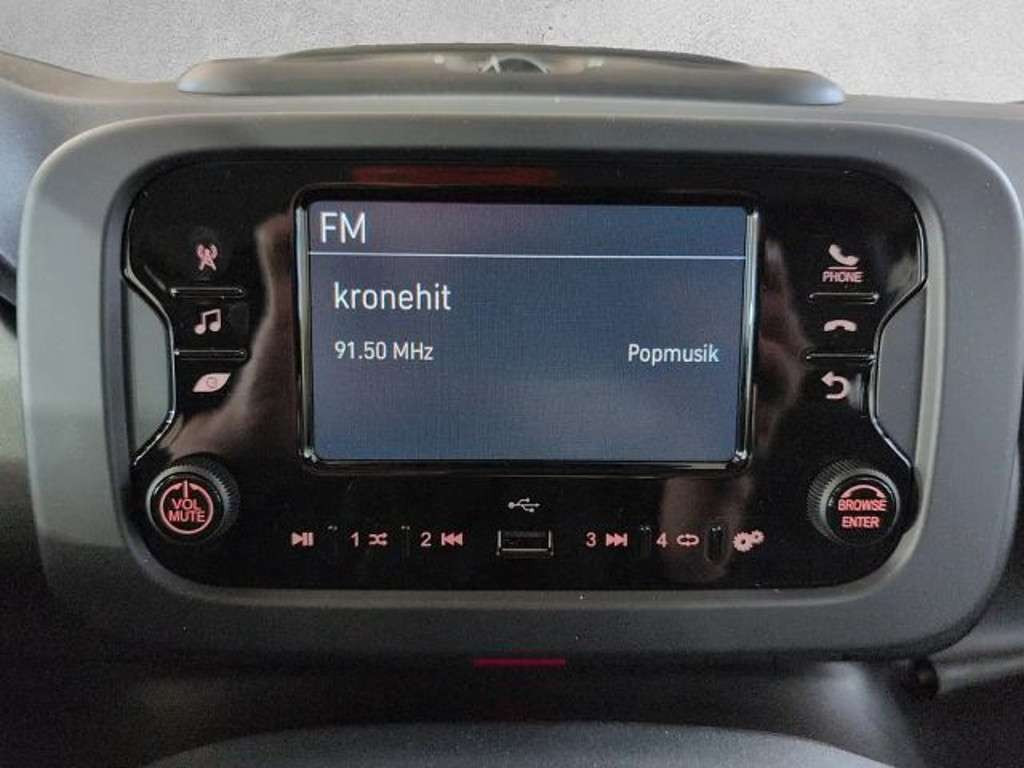 FM
kronehit
91.50 MHz Popmusik
PHONE
VOL
MUTE
BROWSE
ENTER
1 2 3 4